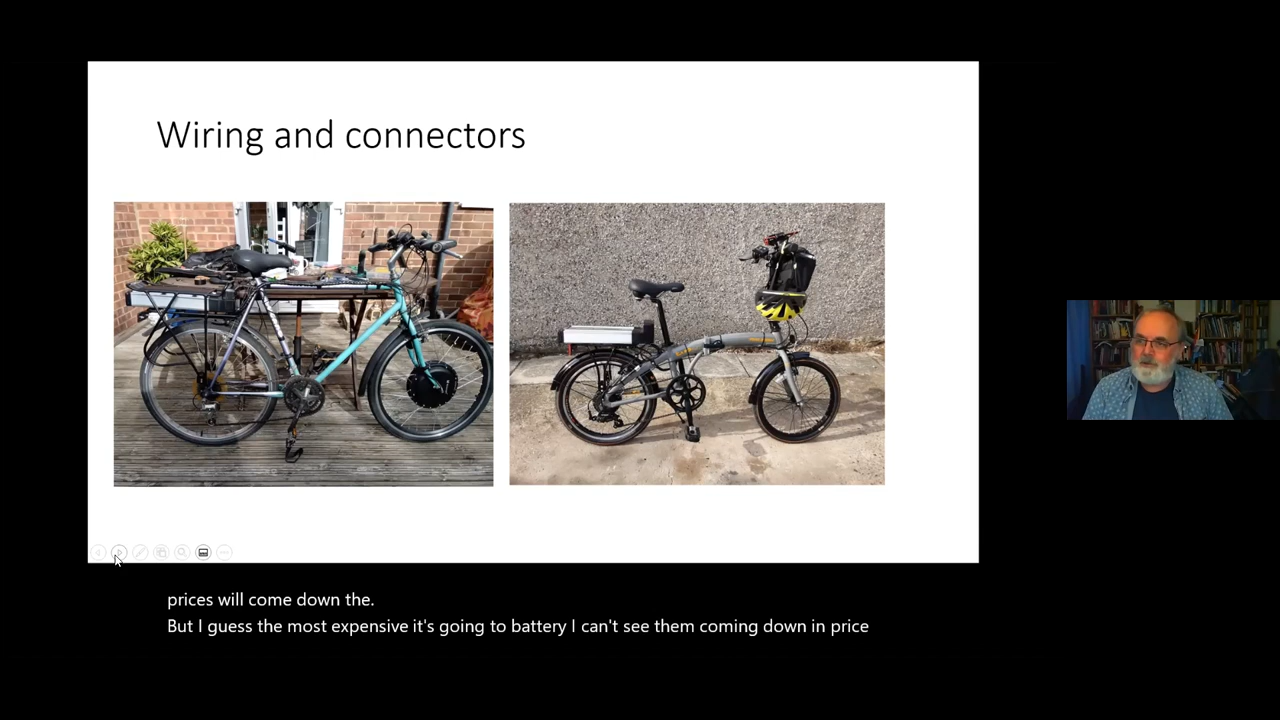 Wiring and connectors
prices will come down the.
But I guess the most expensive it's going to battery I can't see them coming down in price